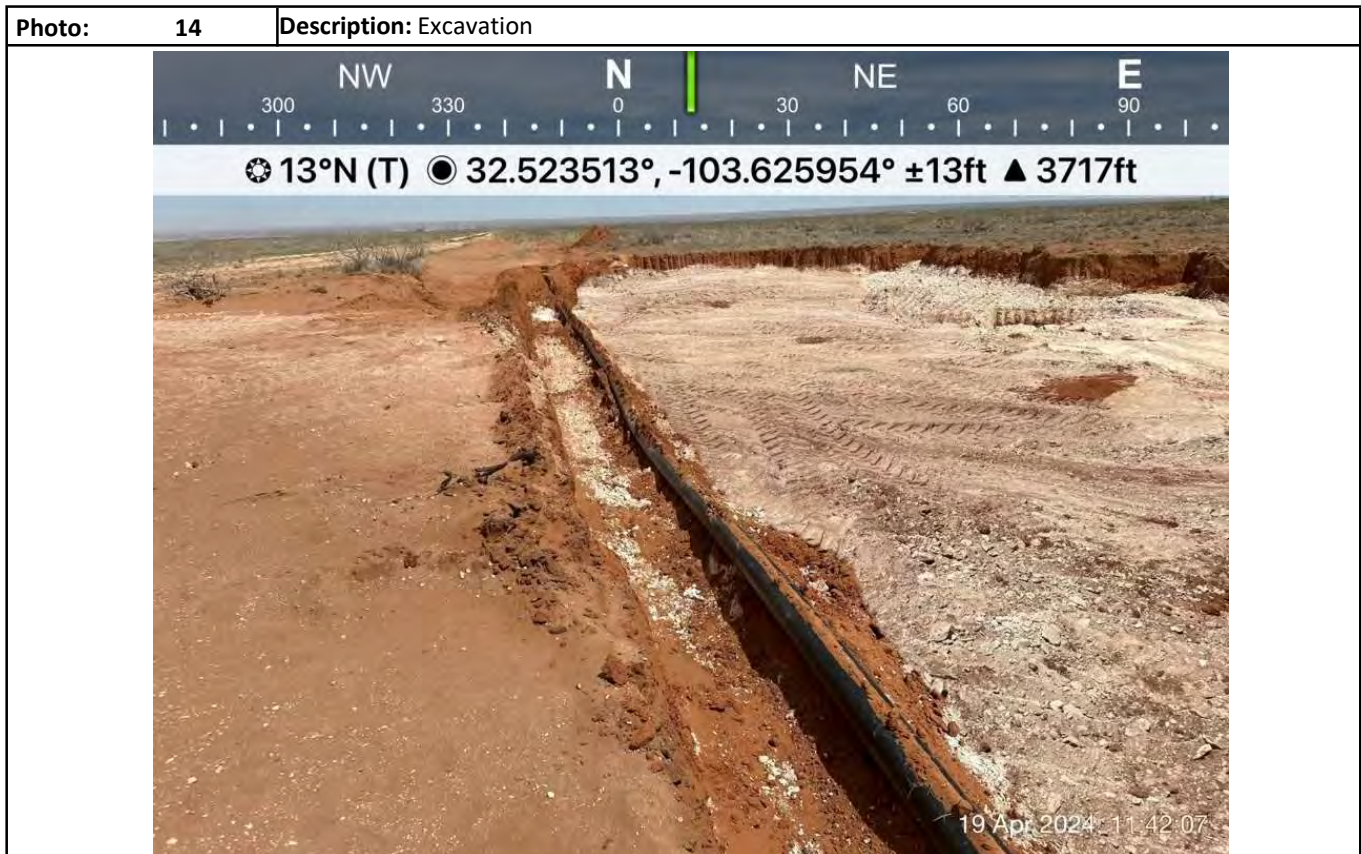 Photo: 14 Description: Excavation
NW N NE E
300 330 0 30 60 90
13°N (T) 32.523513°, -103.625954° ±13ft ▲ 3717ft
19 Apr 2024, 11:42:07